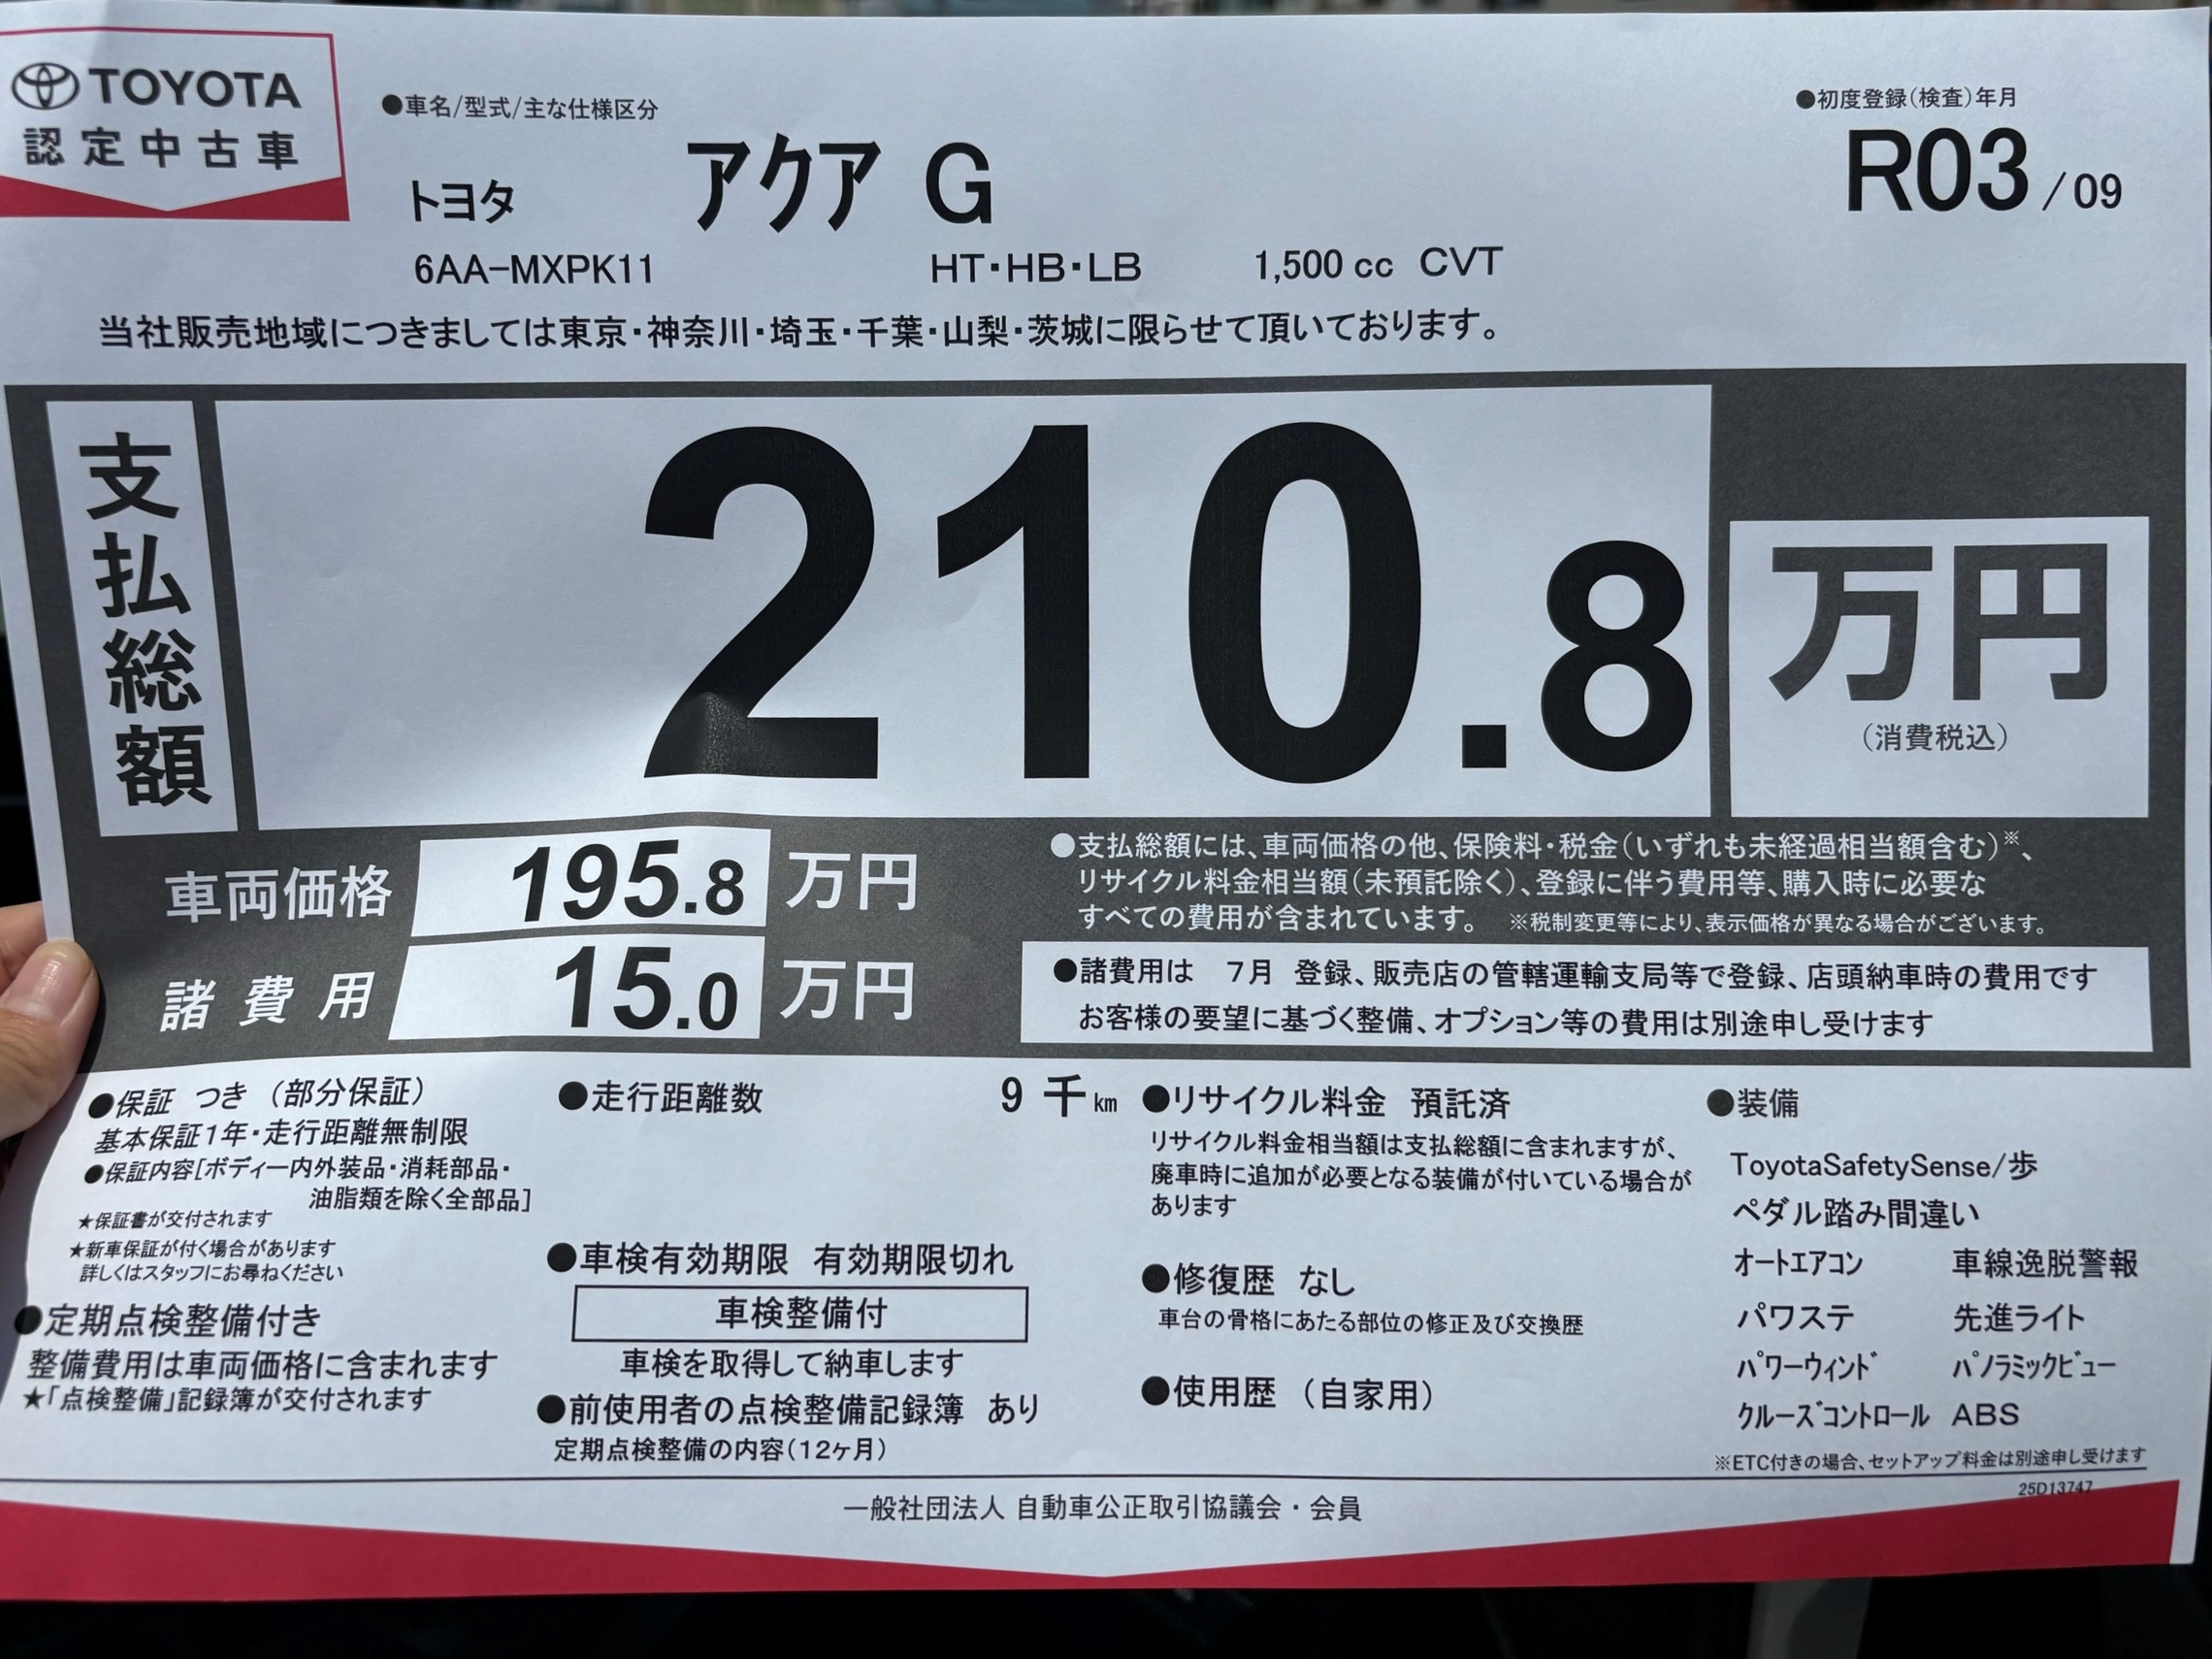 TOYOTA
認定中古車
●車名/型式/主な仕様区分
トヨタ アクア G
6AA-MXPK11 HT・HB・LB 1,500 cc CVT
●初度登録(検査)年月
R03/09
当社販売地域につきましては東京・神奈川・埼玉・千葉・山梨・茨城に限らせて頂いております。
支払総額
210.8万円
(消費税込)
車両価格 195.8万円
諸費用 15.0万円
●支払総額には、車両価格の他、保険料・税金(いずれも未経過相当額含む)※、
リサイクル料金相当額(未預託除く)、登録に伴う費用等、購入時に必要な
すべての費用が含まれています。 ※税制変更等により、表示価格が異なる場合がございます。
●諸費用は 7月 登録、販売店の管轄運輸支局等で登録、店頭納車時の費用です
お客様の要望に基づく整備、オプション等の費用は別途申し受けます
●保証 つき (部分保証)
基本保証1年・走行距離無制限
●保証内容[ボディー内外装品・消耗部品・
油脂類を除く全部品]
★保証書が交付されます
★新車保証が付く場合があります
詳しくはスタッフにお尋ねください
●定期点検整備付き
整備費用は車両価格に含まれます
★「点検整備」記録簿が交付されます
●走行距離数 9 千km
●車検有効期限 有効期限切れ
車検整備付
車検を取得して納車します
●前使用者の点検整備記録簿 あり
定期点検整備の内容(12ヶ月)
●リサイクル料金 預託済
リサイクル料金相当額は支払総額に含まれますが、
廃車時に追加が必要となる装備が付いている場合が
あります
●修復歴 なし
車台の骨格にあたる部位の修正及び交換歴
●使用歴 (自家用)
●装備
ToyotaSafetySense/歩
ペダル踏み間違い
ｵｰﾄｴｱｺﾝ 車線逸脱警報
パワステ 先進ライト
ﾊﾟﾜｰｳｨﾝﾄﾞ ﾊﾟﾉﾗﾐｯｸﾋﾞｭｰ
ｸﾙｰｽﾞｺﾝﾄﾛｰﾙ ABS
※ETC付きの場合、セットアップ料金は別途申し受けます
25D13747
一般社団法人 自動車公正取引協議会・会員